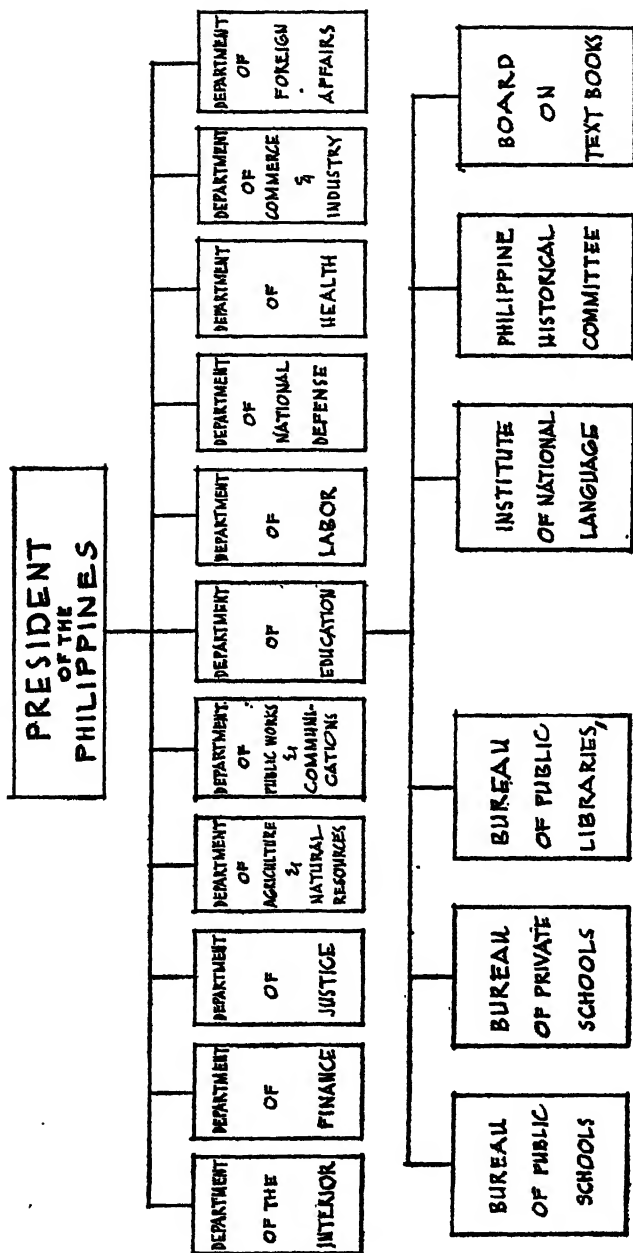 PRESIDENT
OF THE
PHILIPPINES
DEPARTMENT
OF THE
INTERIOR
DEPARTMENT
OF
FINANCE
DEPARTMENT
OF
JUSTICE
DEPARTMENT
OF
AGRICULTURE
&
NATURAL
RESOURCES
DEPARTMENT
OF
PUBLIC WORKS
&
COMMUNI-
CATIONS
DEPARTMENT
OF
EDUCATION
DEPARTMENT
OF
LABOR
DEPARTMENT
OF
NATIONAL
DEFENSE
DEPARTMENT
OF
HEALTH
DEPARTMENT
OF
COMMERCE
&
INDUSTRY
DEPARTMENT
OF
FOREIGN
AFFAIRS
BUREAU
OF PUBLIC
SCHOOLS
BUREAU
OF PRIVATE
SCHOOLS
BUREAU
OF PUBLIC
LIBRARIES,
INSTITUTE
OF NATIONAL
LANGUAGE
PHILIPPINE
HISTORICAL
COMMITTEE
BOARD
ON
TEXT BOOKS